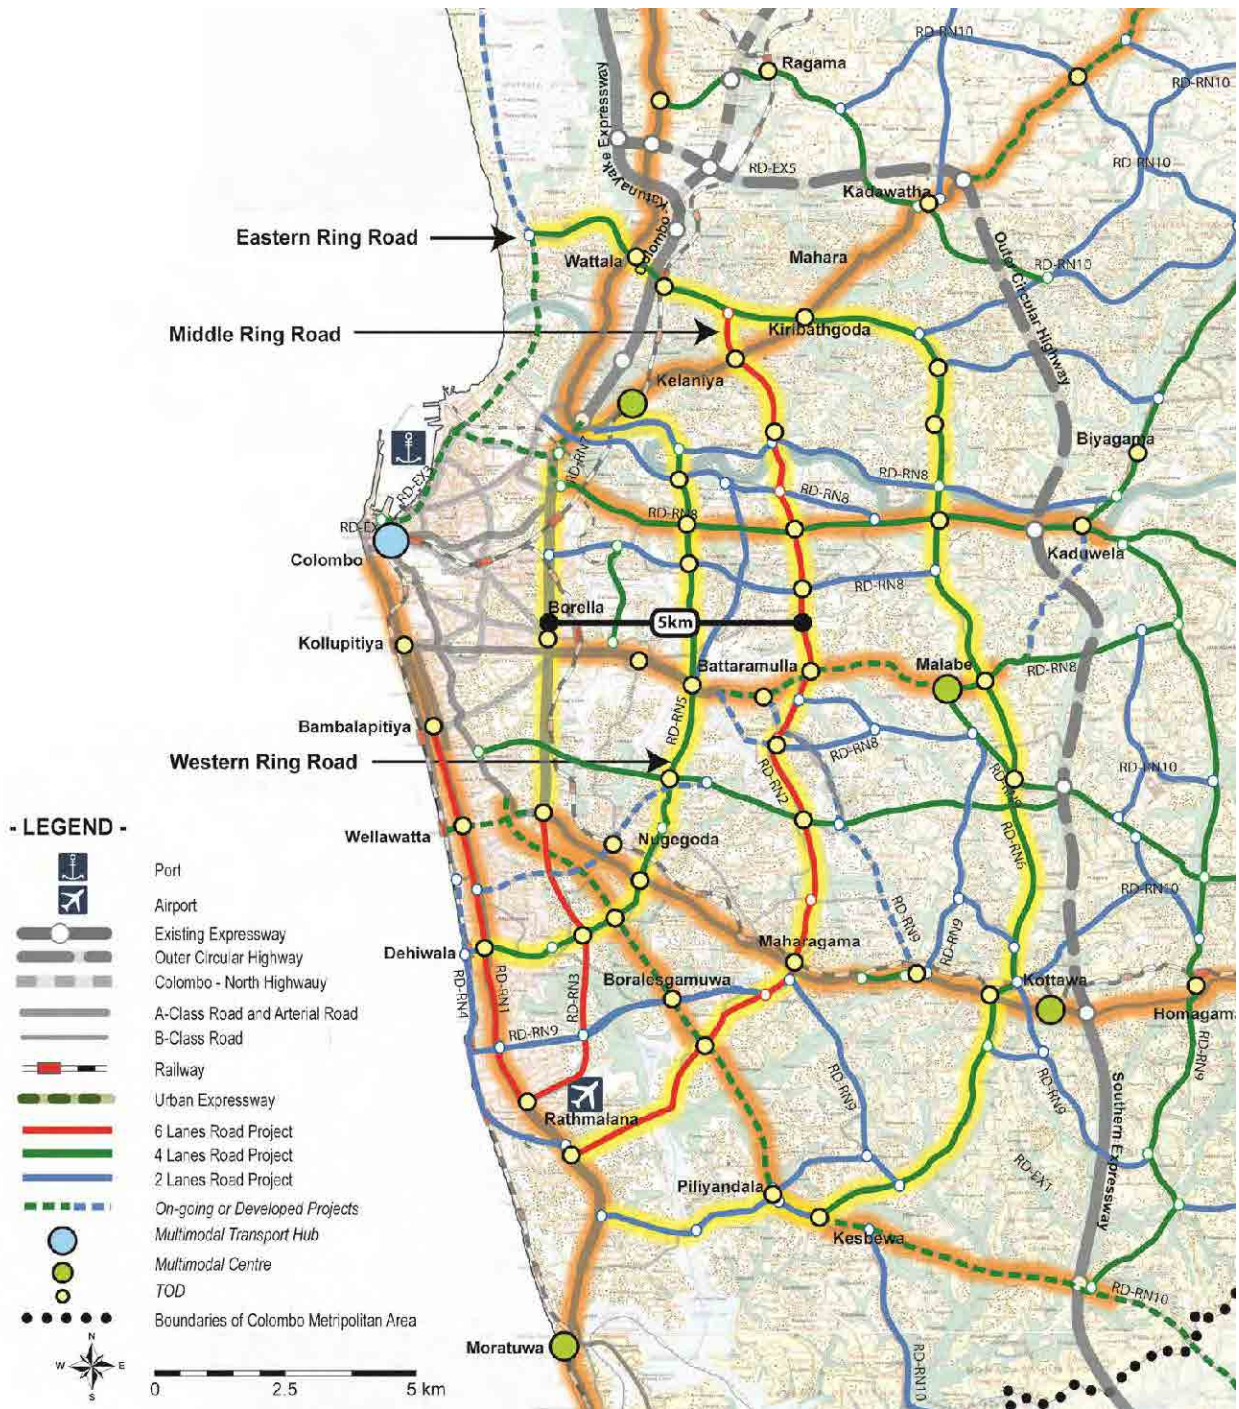 RD-RN10
Ragama
RD-RN10
Colombo - Katunayake Expressway
RD-EX5
RD-RN10
Kadawatha
Eastern Ring Road
Wattala
Mahara
Outer Circular Highway
RD-RN10
Middle Ring Road
Kiribathgoda
Kelaniya
Biyagama
RD-RN7
RD-EX3
RD-RN8
RD-RN8
RD-RN8
RD-EX
Colombo
Kaduwela
RD-RN8
Borella
5km
Kollupitiya
Battaramulla
Malabe
RD-RN8
RD-RN5
Bambalapitiya
RD-RN8
Western Ring Road
RD-RN2
RD-RN10
- LEGEND -
Wellawatta
Nugegoda
RD-RN6
Port
RD-RN10
Airport
Existing Expressway
RD-RN9
RD-RN9
Dehiwala
Maharagama
Outer Circular Highway
RD-RN4
RD-RN1
RD-RN3
Boralesgamuwa
Kottawa
Colombo - North Highwauy
A-Class Road and Arterial Road
Homagama
B-Class Road
RD-RN9
Railway
RD-RN9
RD-RN9
RD-RN9
Urban Expressway
Rathmalana
Southern Expressway
6 Lanes Road Project
4 Lanes Road Project
RD-EX1
2 Lanes Road Project
Piliyandala
On-going or Developed Projects
Multimodal Transport Hub
Kesbewa
Multimodal Centre
RD-RN10
TOD
Boundaries of Colombo Metripolitan Area
N
Moratuwa
W E
RD-RN10
S
0 2.5 5 km